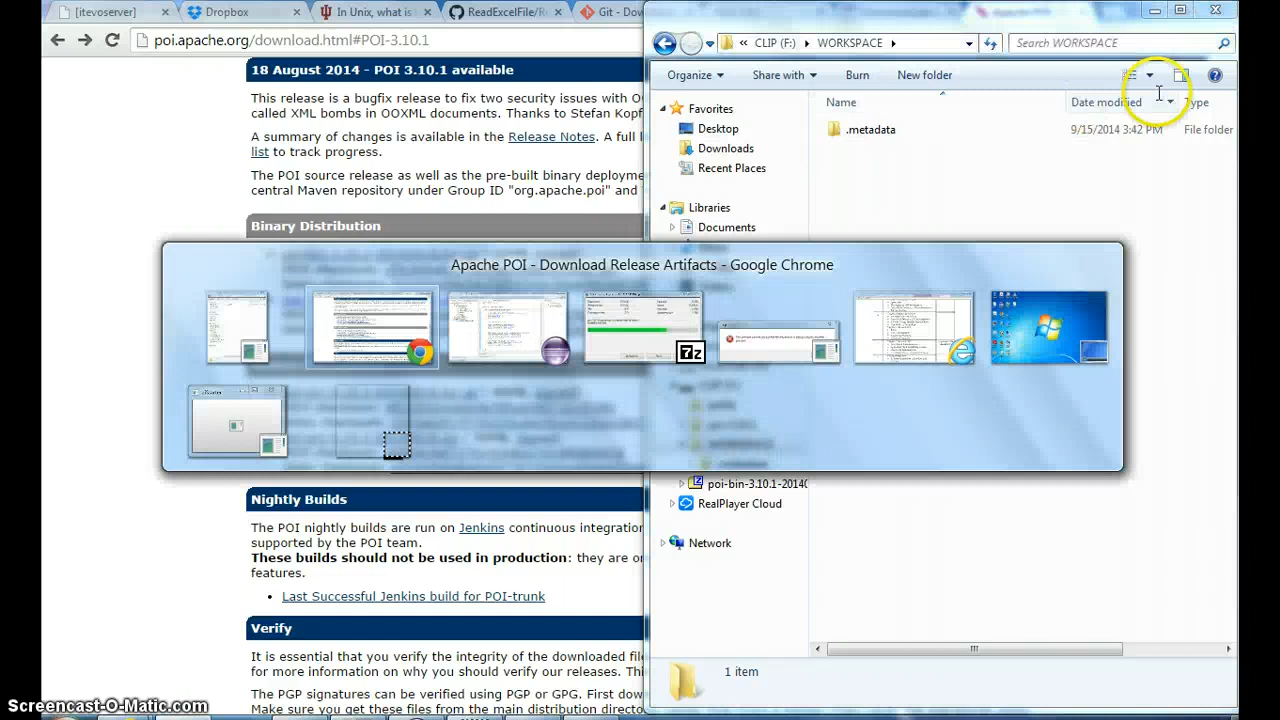 [itevoserver]
Dropbox
In Unix, what is
ReadExcelFile/R
Git - Dow
poi.apache.org/download.html#POI-3.10.1
18 August 2014 - POI 3.10.1 available
This release is a bugfix release to fix two security issues with O
called XML bombs in OOXML documents. Thanks to Stefan Kopf
A summary of changes is available in the Release Notes. A full l
list to track progress.
The POI source release as well as the pre-built binary deployme
central Maven repository under Group ID "org.apache.poi" and
Binary Distribution
Nightly Builds
The POI nightly builds are run on Jenkins continuous integration
supported by the POI team.
These builds should not be used in production: they are on
features.
• Last Successful Jenkins build for POI-trunk
Verify
It is essential that you verify the integrity of the downloaded file
for more information on why you should verify our releases. This
The PGP signatures can be verified using PGP or GPG. First dow
Make sure you get these files from the main distribution director
« CLIP (F:) WORKSPACE
Search WORKSPACE
Organize
Share with
Burn
New folder
Name
Date modified
Type
.metadata
9/15/2014 3:42 PM
File folder
Favorites
Desktop
Downloads
Recent Places
Libraries
Documents
Apache POI - Download Release Artifacts - Google Chrome
7z
poi-bin-3.10.1-2014
RealPlayer Cloud
Network
1 item
Screencast-O-Matic.com